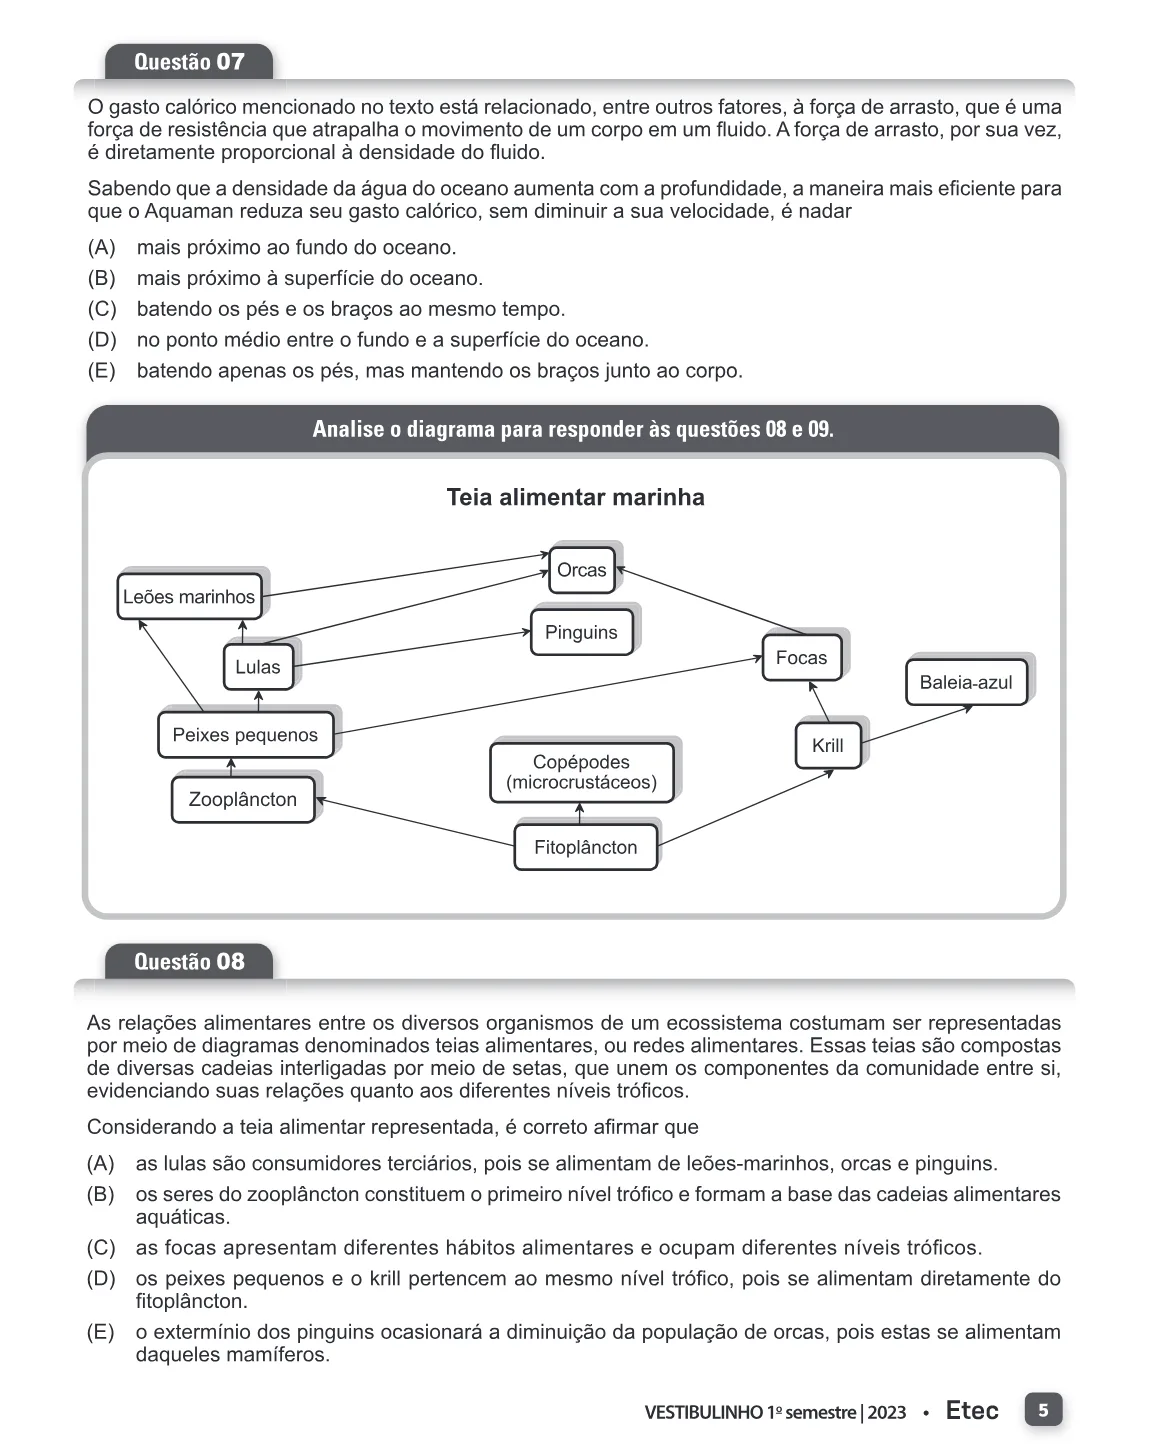 Questão 07
O gasto calórico mencionado no texto está relacionado, entre outros fatores, à força de arrasto, que é uma
força de resistência que atrapalha o movimento de um corpo em um fluido. A força de arrasto, por sua vez,
é diretamente proporcional à densidade do fluido.
Sabendo que a densidade da água do oceano aumenta com a profundidade, a maneira mais eficiente para
que o Aquaman reduza seu gasto calórico, sem diminuir a sua velocidade, é nadar
(A) mais próximo ao fundo do oceano.
(B) mais próximo à superfície do oceano.
(C) batendo os pés e os braços ao mesmo tempo.
(D) no ponto médio entre o fundo e a superfície do oceano.
(E) batendo apenas os pés, mas mantendo os braços junto ao corpo.
Analise o diagrama para responder às questões 08 e 09.
Teia alimentar marinha
Orcas
Leões marinhos
Pinguins
Focas
Lulas
Baleia-azul
Peixes pequenos
Krill
Copépodes
(microcrustáceos)
Zooplâncton
Fitoplâncton
Questão 08
As relações alimentares entre os diversos organismos de um ecossistema costumam ser representadas
por meio de diagramas denominados teias alimentares, ou redes alimentares. Essas teias são compostas
de diversas cadeias interligadas por meio de setas, que unem os componentes da comunidade entre si,
evidenciando suas relações quanto aos diferentes níveis tróficos.
Considerando a teia alimentar representada, é correto afirmar que
(A) as lulas são consumidores terciários, pois se alimentam de leões-marinhos, orcas e pinguins.
(B) os seres do zooplâncton constituem o primeiro nível trófico e formam a base das cadeias alimentares
aquáticas.
(C) as focas apresentam diferentes hábitos alimentares e ocupam diferentes níveis tróficos.
(D) os peixes pequenos e o krill pertencem ao mesmo nível trófico, pois se alimentam diretamente do
fitoplâncton.
(E) o extermínio dos pinguins ocasionará a diminuição da população de orcas, pois estas se alimentam
daqueles mamíferos.
VESTIBULINHO 1º semestre | 2023 • Etec 5